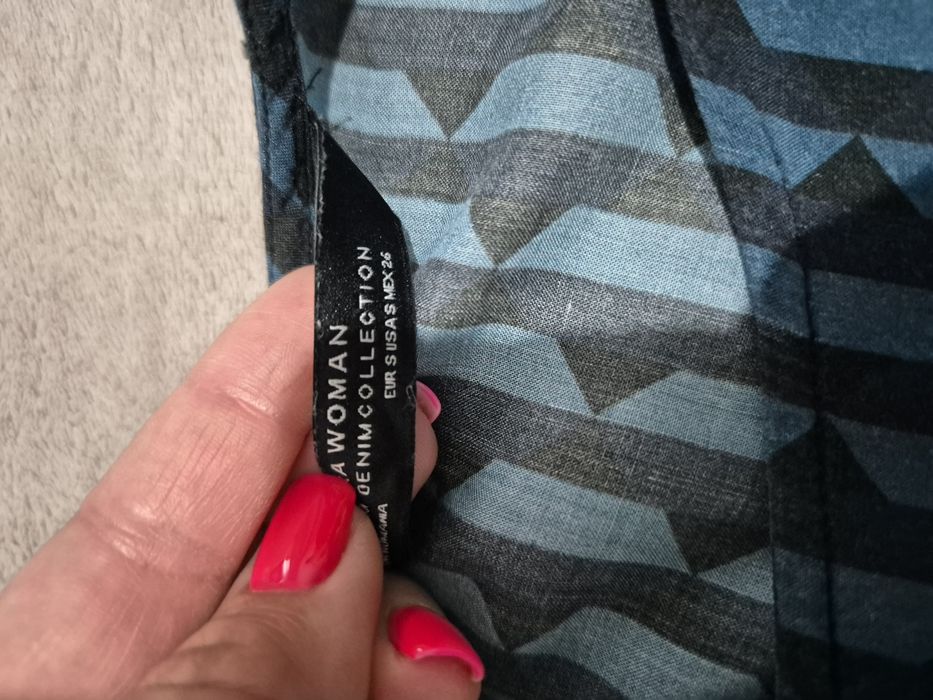 A WOMAN
DENIM COLLECTION
EUR S USA S MEX 26